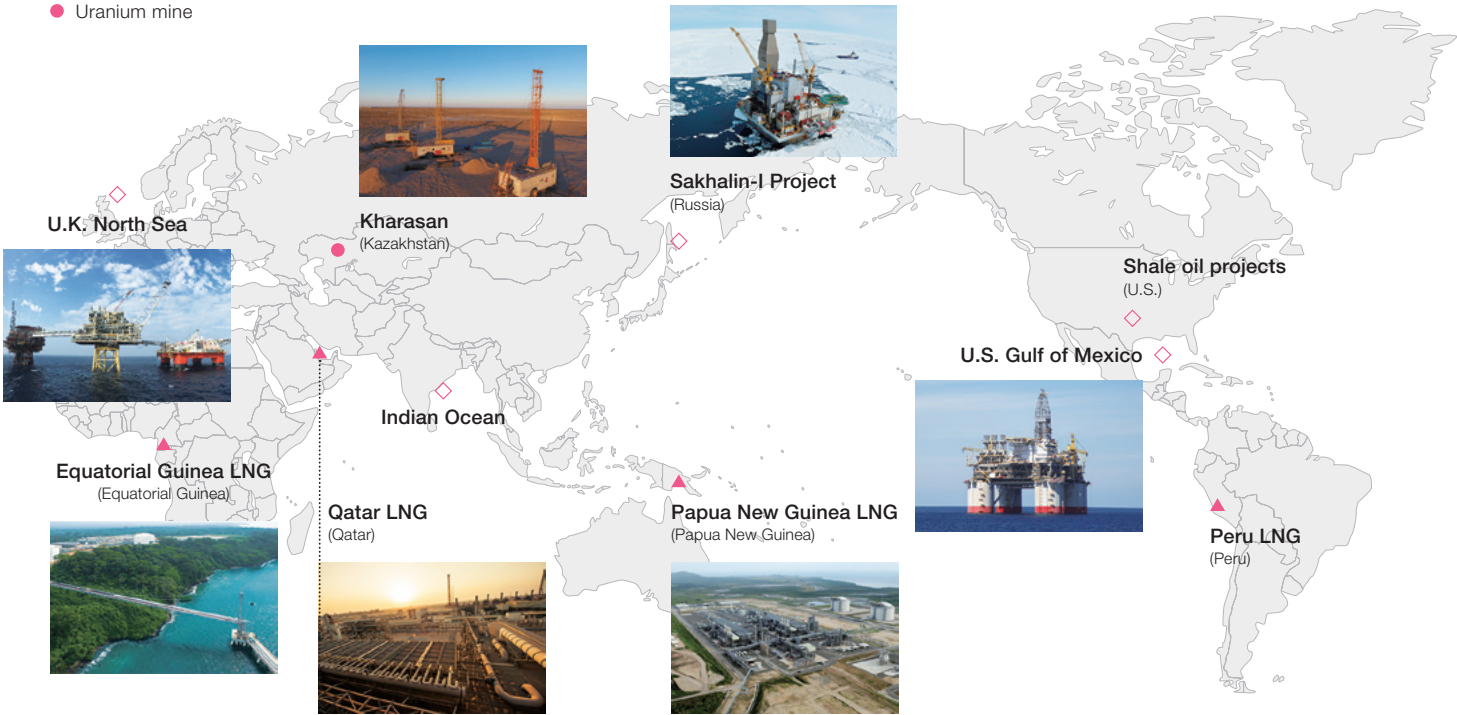 Uranium mine
U.K. North Sea
Kharasan
(Kazakhstan)
Sakhalin-I Project
(Russia)
Shale oil projects
(U.S.)
U.S. Gulf of Mexico
Indian Ocean
Equatorial Guinea LNG
(Equatorial Guinea)
Qatar LNG
(Qatar)
Papua New Guinea LNG
(Papua New Guinea)
Peru LNG
(Peru)